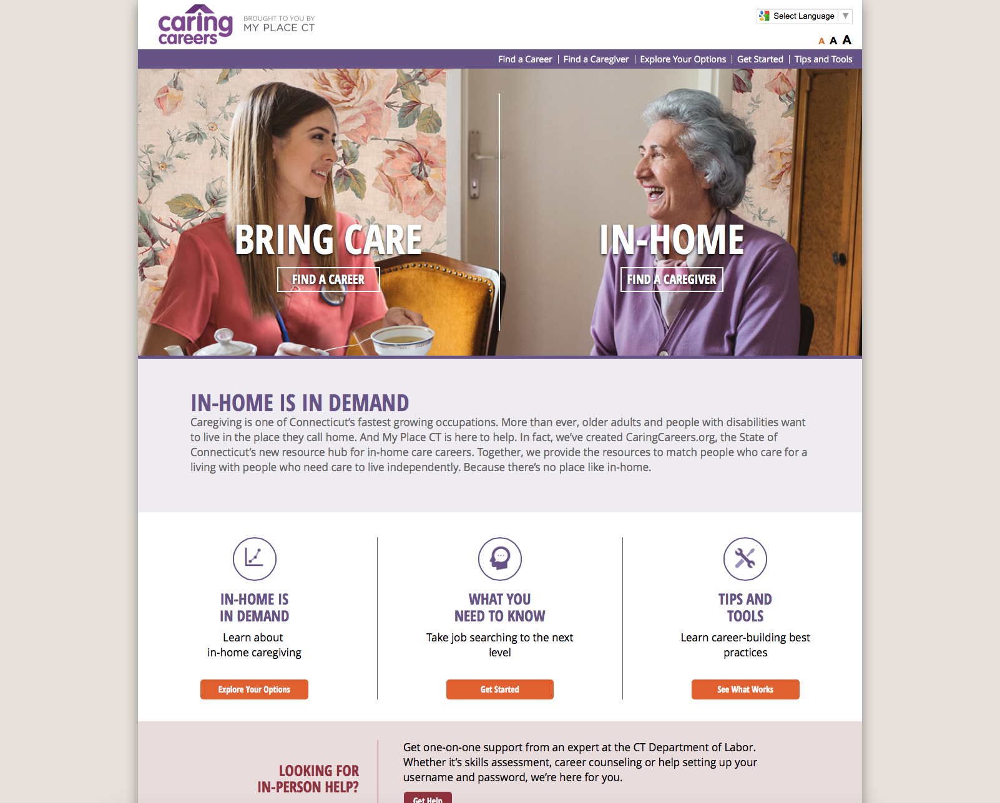 caring
careers
BROUGHT TO YOU BY
MY PLACE CT
Select Language ▼
A A A
Find a Career | Find a Caregiver | Explore Your Options | Get Started | Tips and Tools
BRING CARE
FIND A CAREER
IN-HOME
FIND A CAREGIVER
IN-HOME IS IN DEMAND
Caregiving is one of Connecticut’s fastest growing occupations. More than ever, older adults and people with disabilities want
to live in the place they call home. And My Place CT is here to help. In fact, we’ve created CaringCareers.org, the State of
Connecticut’s new resource hub for in-home care careers. Together, we provide the resources to match people who care for a
living with people who need care to live independently. Because there’s no place like in-home.
IN-HOME IS
IN DEMAND
Learn about
in-home caregiving
Explore Your Options
WHAT YOU
NEED TO KNOW
Take job searching to the next
level
Get Started
TIPS AND
TOOLS
Learn career-building best
practices
See What Works
LOOKING FOR
IN-PERSON HELP?
Get one-on-one support from an expert at the CT Department of Labor.
Whether it’s skills assessment, career counseling or help setting up your
username and password, we’re here for you.
Get Help